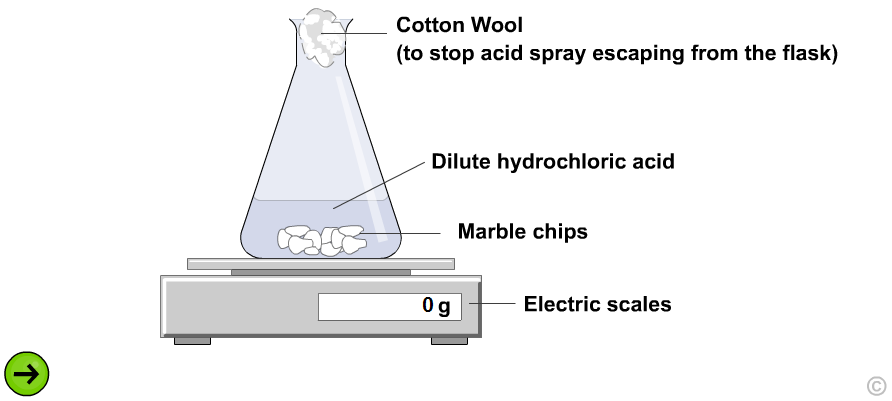 Cotton Wool
(to stop acid spray escaping from the flask)
Dilute hydrochloric acid
Marble chips
0 g
Electric scales
©